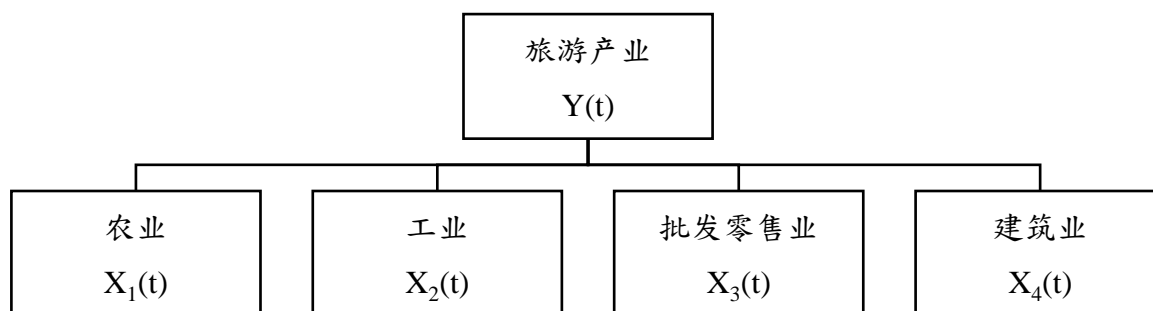 旅游产业
Y(t)
农业
X₁(t)
工业
X₂(t)
批发零售业
X₃(t)
建筑业
X₄(t)